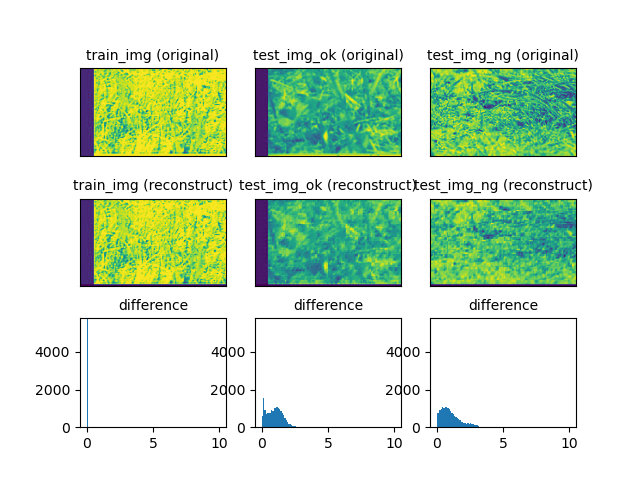 train_img (original) test_img_ok (original) test_img_ng (original)
train_img (reconstruct) test_img_ok (reconstruct) test_img_ng (reconstruct)
difference difference difference
4000 4000 4000
2000 2000 2000
0 0 0
0 5 10 0 5 10 0 5 10